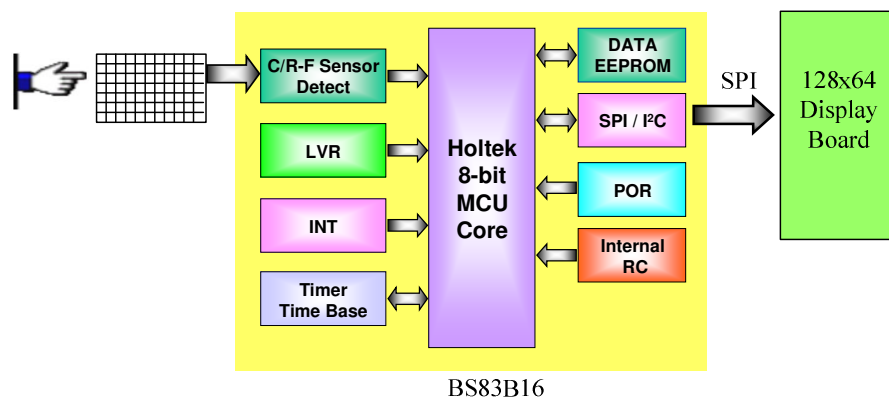 C/R-F Sensor
Detect
LVR
INT
Timer
Time Base
Holtek
8-bit
MCU
Core
DATA
EEPROM
SPI / I²C
POR
Internal
RC
SPI
128x64
Display
Board
BS83B16